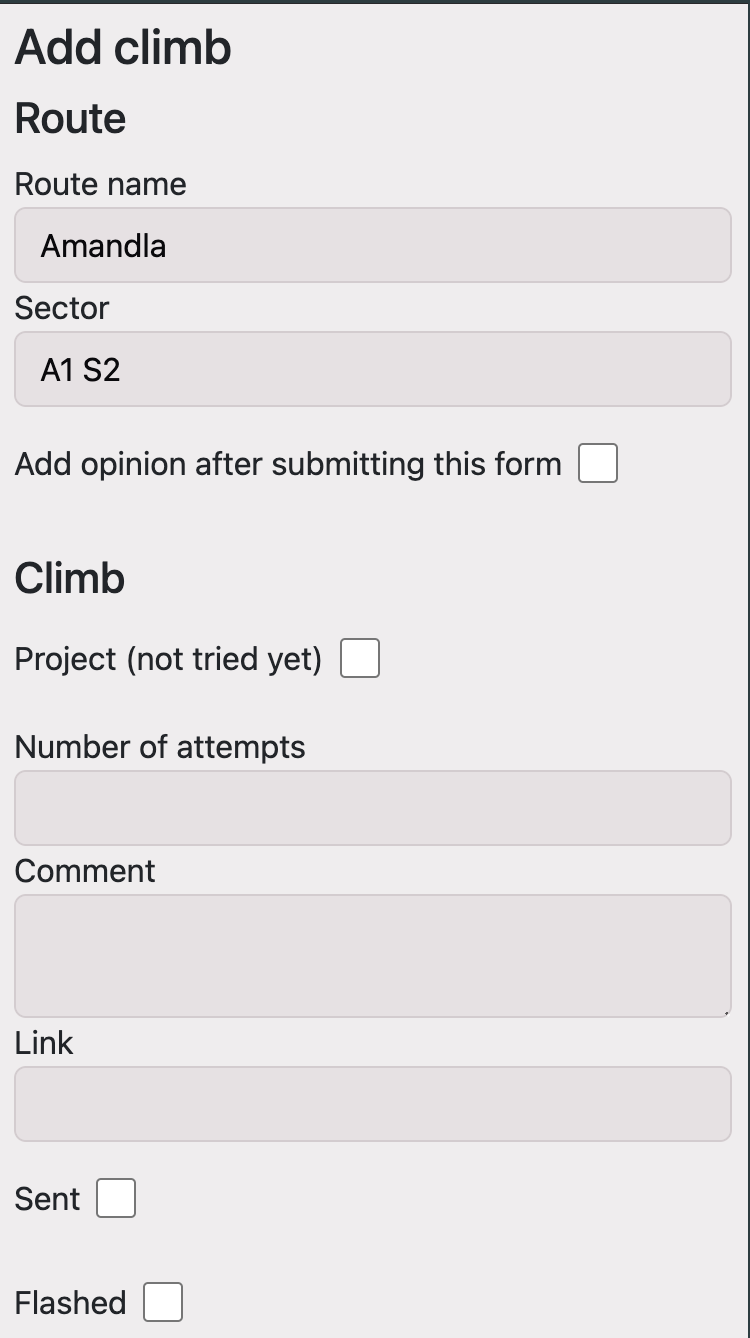 Add climb
Route
Route name
Amandla
Sector
A1 S2
Add opinion after submitting this form
Climb
Project (not tried yet)
Number of attempts
Comment
Link
Sent
Flashed